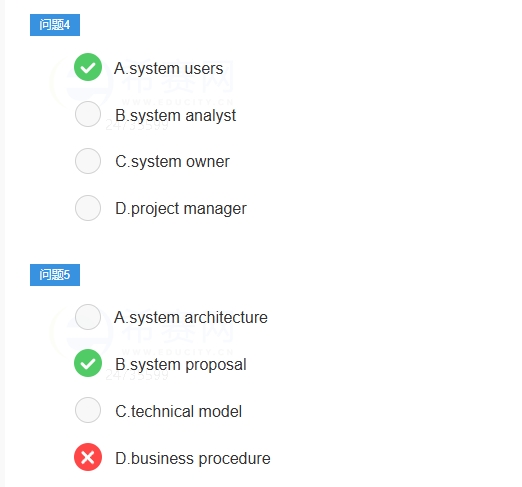 问题4
A.system users
B.system analyst
C.system owner
D.project manager
问题5
A.system architecture
B.system proposal
C.technical model
D.business procedure